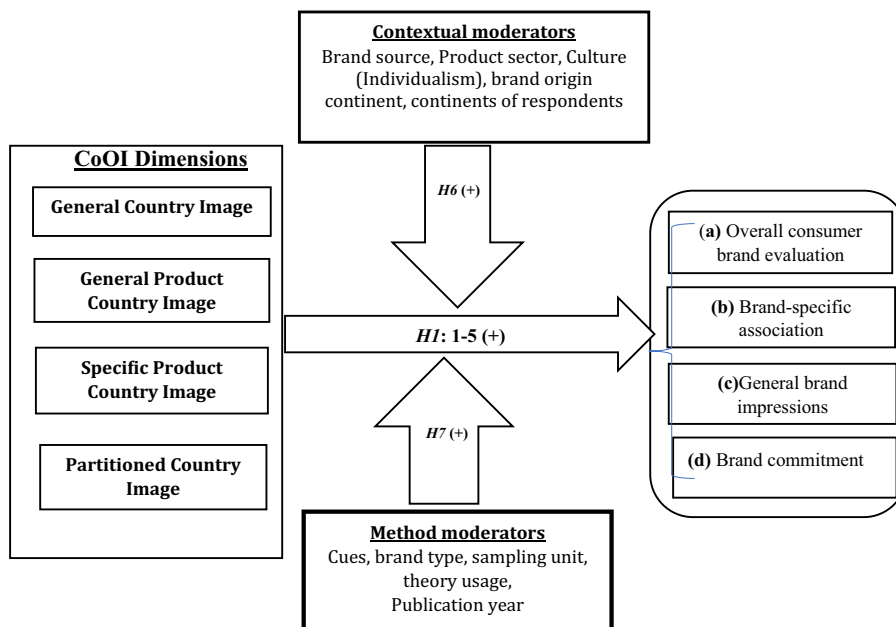 Contextual moderators
Brand source, Product sector, Culture
(Individualism), brand origin
continent, continents of respondents
CoOI Dimensions
General Country Image
General Product
Country Image
Specific Product
Country Image
Partitioned Country
Image
H6 (+)
H1: 1-5 (+)
H7 (+)
(a) Overall consumer
brand evaluation
(b) Brand-specific
association
(c)General brand
impressions
(d) Brand commitment
Method moderators
Cues, brand type, sampling unit,
theory usage,
Publication year